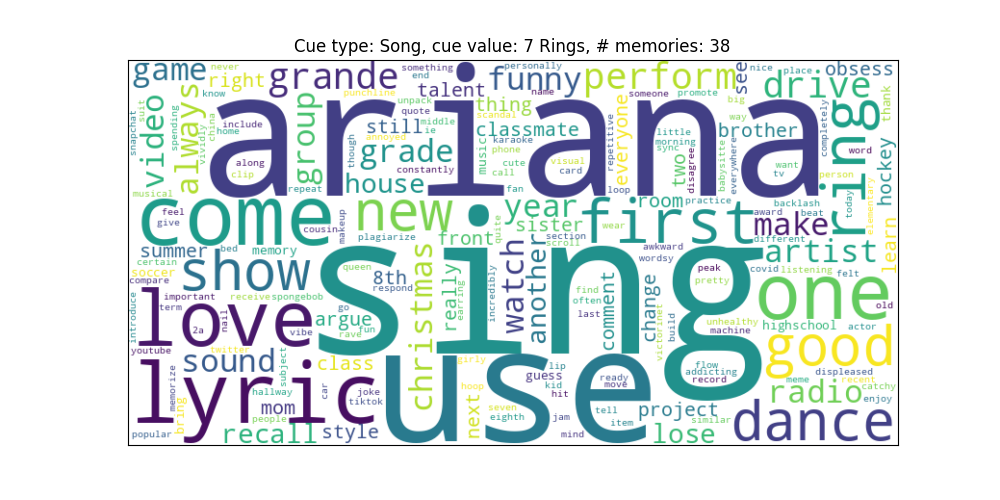 Cue type: Song, cue value: 7 Rings, # memories: 38
game never know right grande something end talent funny personally name perform someone promote see big way nice place drive obsess
snapchat suit video spending always vividly china home include along clip group though punchline unpack quote still middle ie annoyed grade constantly scandal thing classmate music karaoke phone cute call fan card visual repetitive loop everyone little morning sync two disagree brother babysitter everywhere want tv completely person word thank ring hockey
ariana
musical repeat house
come feel give cousin makeup new plagiarize front quite year sister section scroll wear first room practice make award different backlash beat today elementary learn
summer certain soccer compare bed memory show queen 8th respond christmas really earring incredibly watch another awkward wordsy find often last comment change build peak pretty covid listening felt artist
sing
introduce important term 2a nail love receive spongebob vibe go fun rave argue victorinet unhealthy machine highschool one old actor
youtube memorize twitter bring sound subject class car joke tiktok girly lip guess kid hit ready move flow addicting record meme displeased recent good catchy
lyric hallway mom people use hoop next seven eighth jam mind tell item project similar radio enjoy
popular recall style lose dance